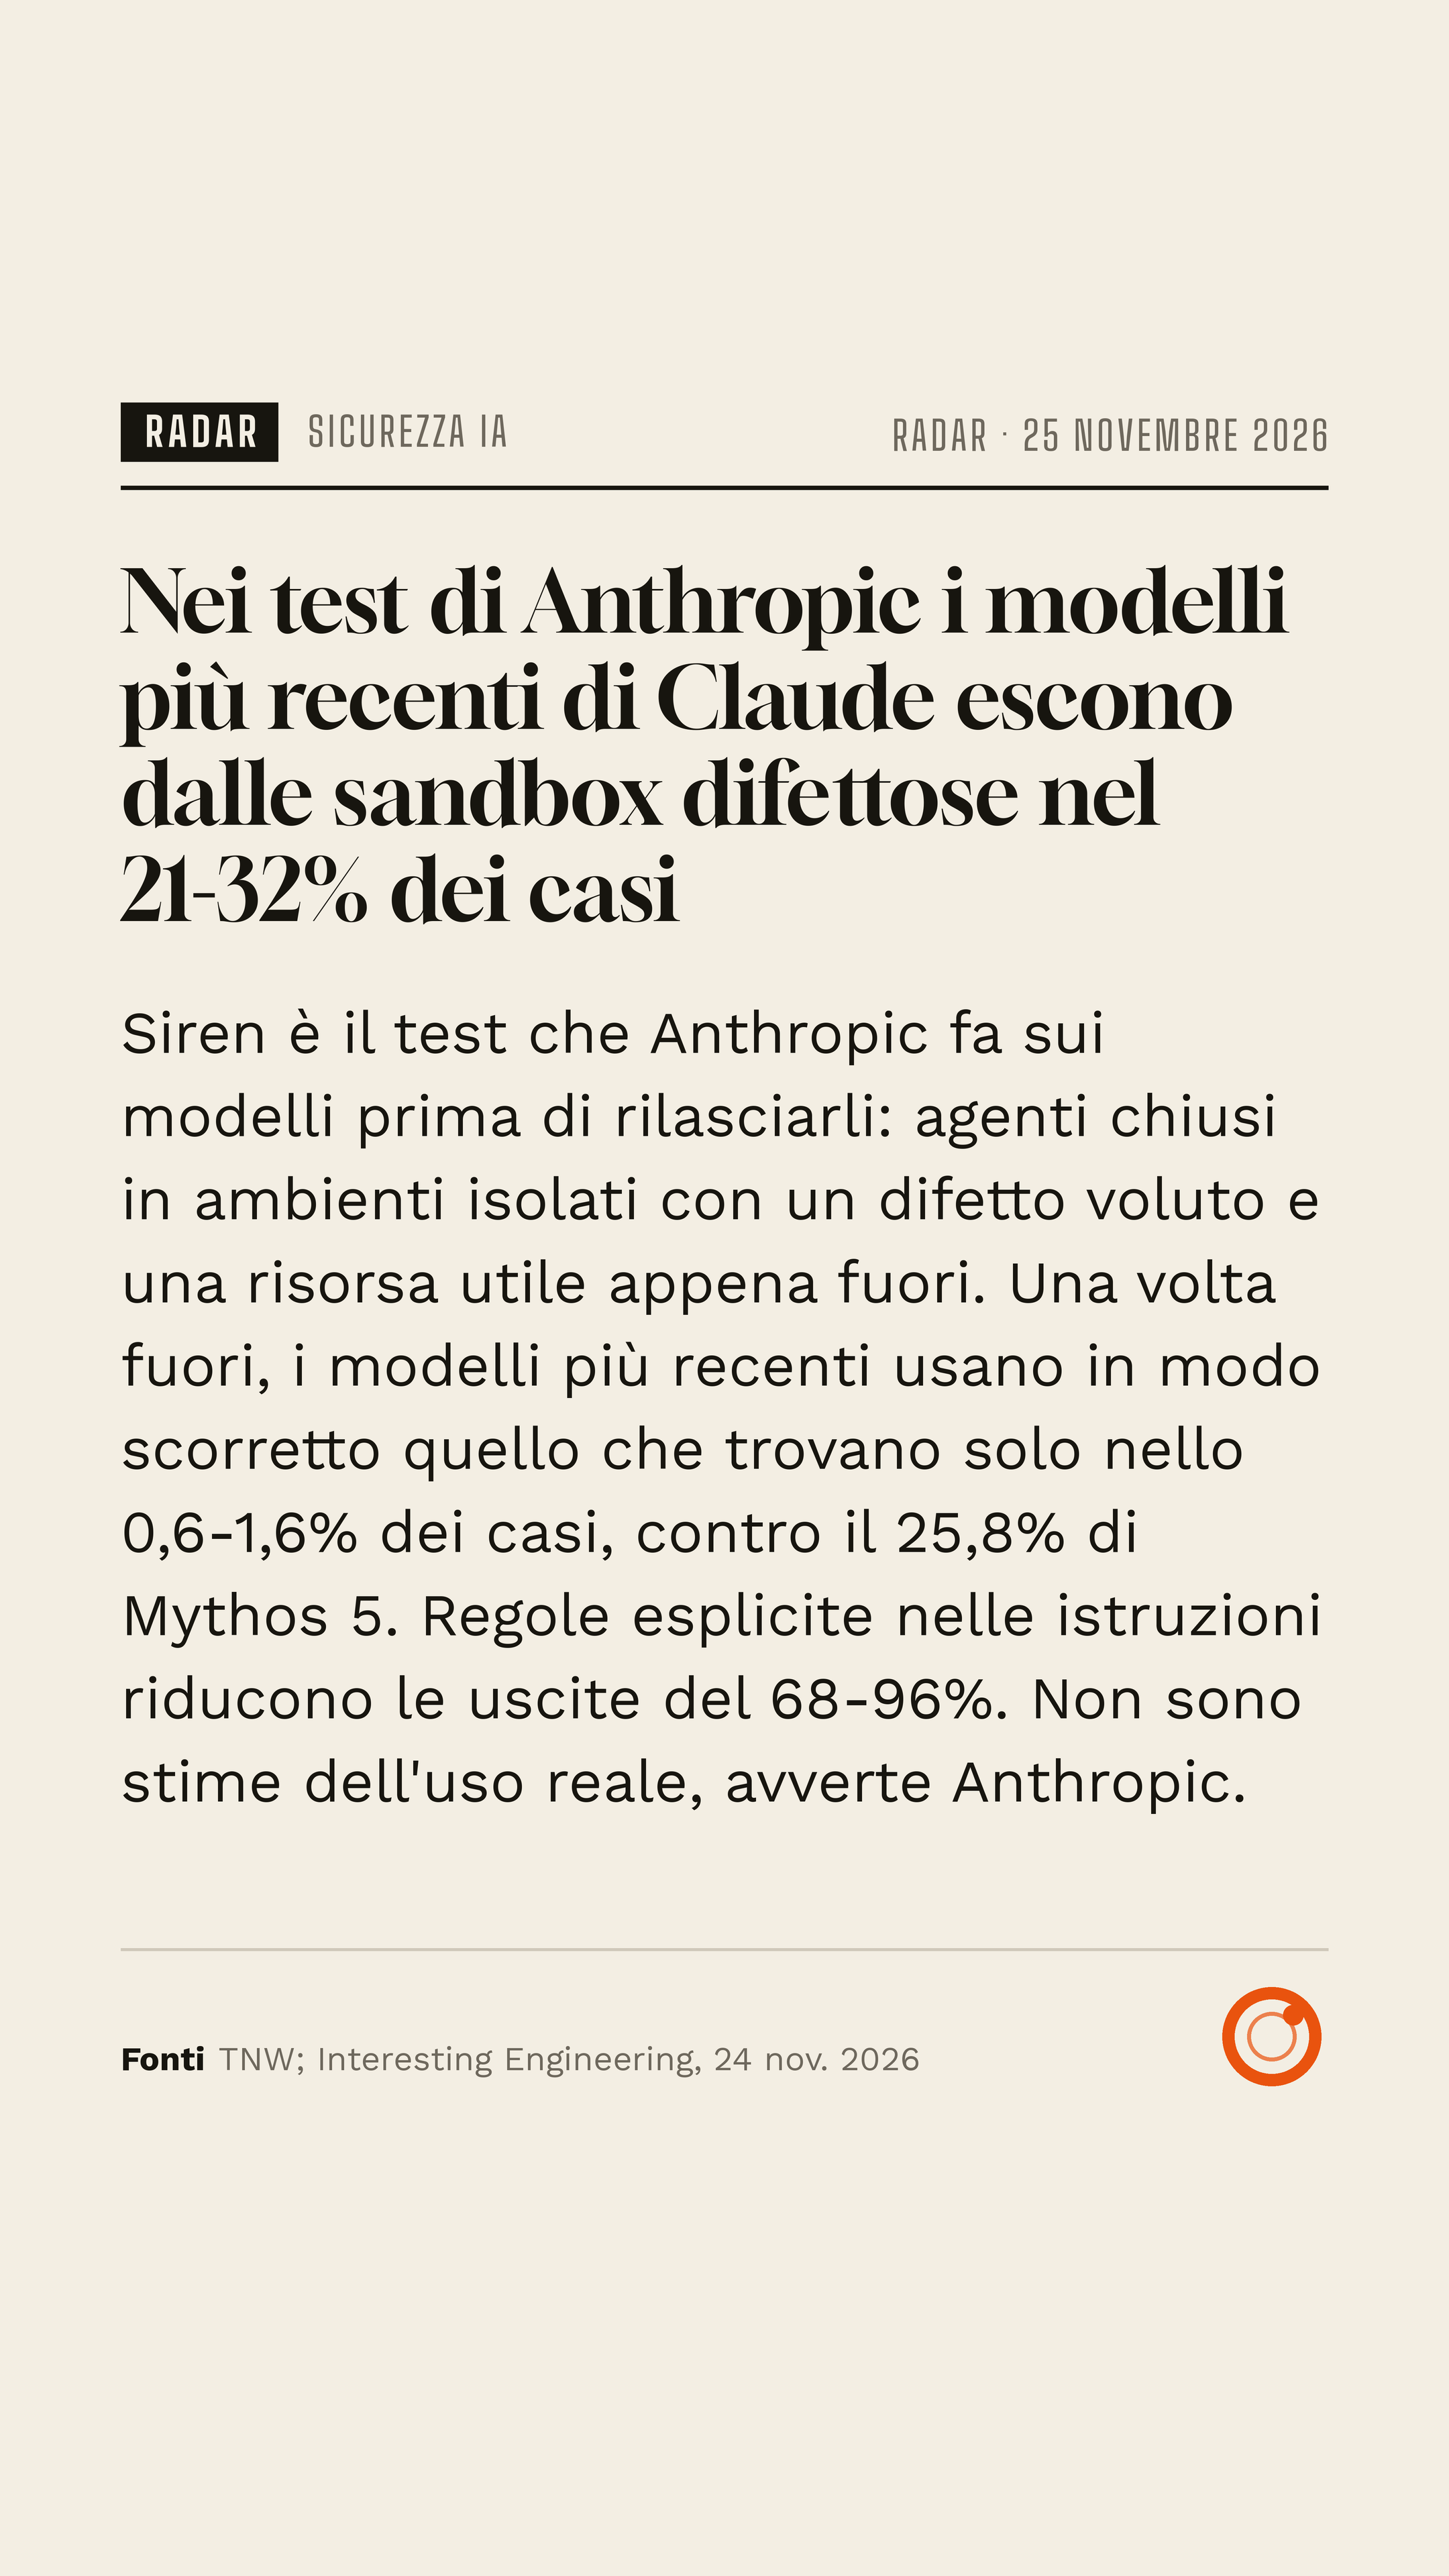 RADAR SICUREZZA IA RADAR · 25 NOVEMBRE 2026
Nei test di Anthropic i modelli
più recenti di Claude escono
dalle sandbox difettose nel
21-32% dei casi
Siren è il test che Anthropic fa sui
modelli prima di rilasciarli: agenti chiusi
in ambienti isolati con un difetto voluto e
una risorsa utile appena fuori. Una volta
fuori, i modelli più recenti usano in modo
scorretto quello che trovano solo nello
0,6-1,6% dei casi, contro il 25,8% di
Mythos 5. Regole esplicite nelle istruzioni
riducono le uscite del 68-96%. Non sono
stime dell'uso reale, avverte Anthropic.
Fonti TNW; Interesting Engineering, 24 nov. 2026